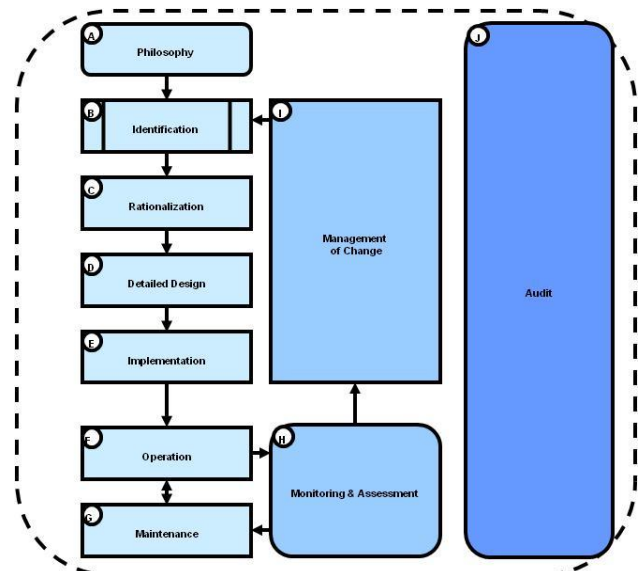 A
Philosophy
B
Identification
C
Rationalization
D
Detailed Design
E
Implementation
F
Operation
G
Maintenance
H
Monitoring & Assessment
I
Management
of Change
J
Audit